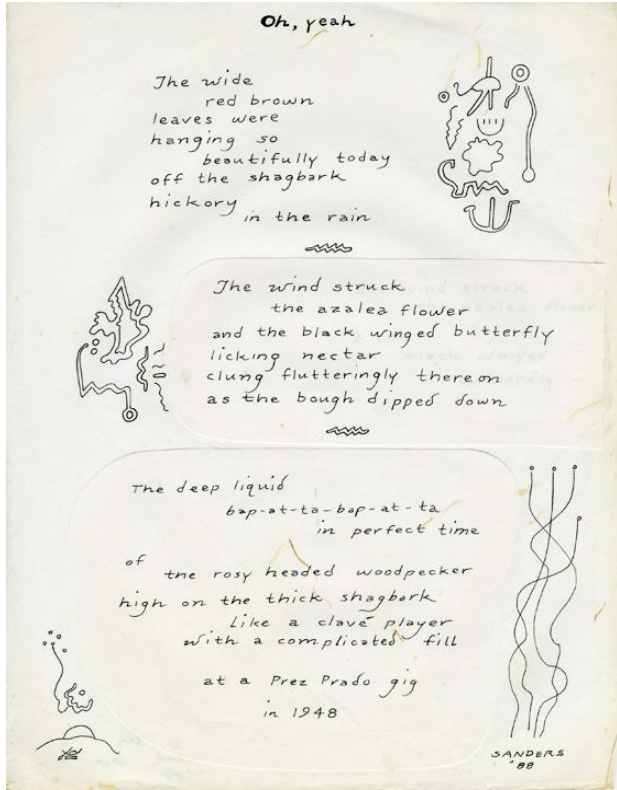 Oh, yeah
The wide
red brown
leaves were
hanging so
beautifully today
off the shagbark
hickory
in the rain
The wind struck
the azalea flower
and the black winged butterfly
licking nectar
clung flutteringly thereon
as the bough dipped down
The deep liquid
bap-at-ta-bap-at-ta
in perfect time
of
the rosy headed woodpecker
high on the thick shagbark
Like a clavé player
with a complicated fill
at a Prez Prado gig
in 1948
SANDERS
'88